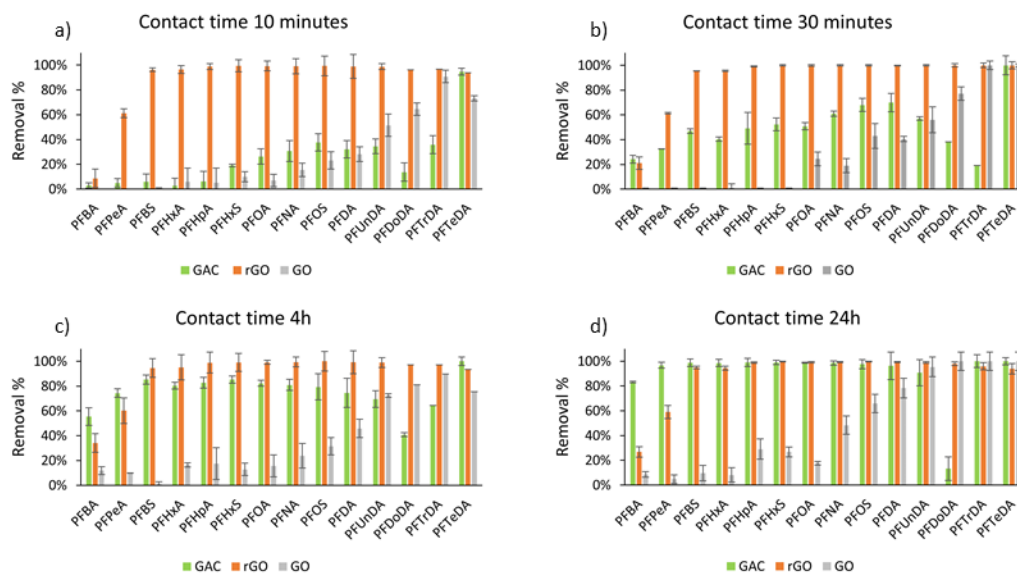 a) Contact time 10 minutes
Removal %
100%
80%
60%
40%
20%
0%
PFBA PFPeA PFBS PFHxA PFHpA PFHxS PFOA PFNA PFOS PFDA PFUnDA PFDoDA PFTrDA PFTeDA
GAC rGO GO
b) Contact time 30 minutes
Removal %
100%
80%
60%
40%
20%
0%
PFBA PFPeA PFBS PFHxA PFHpA PFHxS PFOA PFNA PFOS PFDA PFUnDA PFDoDA PFTrDA PFTeDA
GAC rGO GO
c) Contact time 4h
Removal %
100%
80%
60%
40%
20%
0%
PFBA PFPeA PFBS PFHxA PFHpA PFHxS PFOA PFNA PFOS PFDA PFUnDA PFDoDA PFTrDA PFTeDA
GAC rGO GO
d) Contact time 24h
Removal %
100%
80%
60%
40%
20%
0%
PFBA PFPeA PFBS PFHxA PFHpA PFHxS PFOA PFNA PFOS PFDA PFUnDA PFDoDA PFTrDA PFTeDA
GAC rGO GO